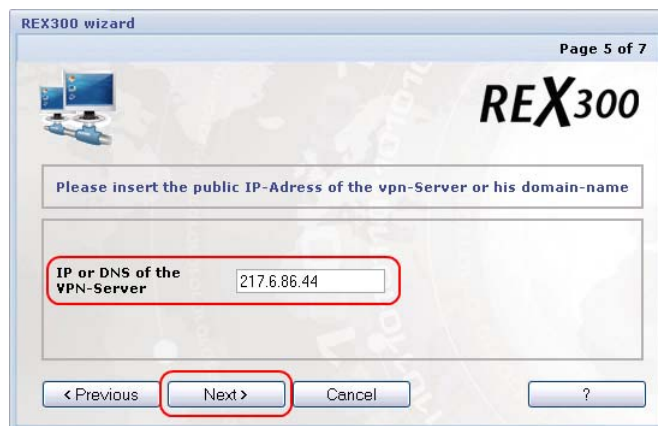 REX300 wizard
Page 5 of 7
REX300
Please insert the public IP-Adress of the vpn-Server or his domain-name
IP or DNS of the
VPN-Server
217.6.86.44
< Previous
Next >
Cancel
?